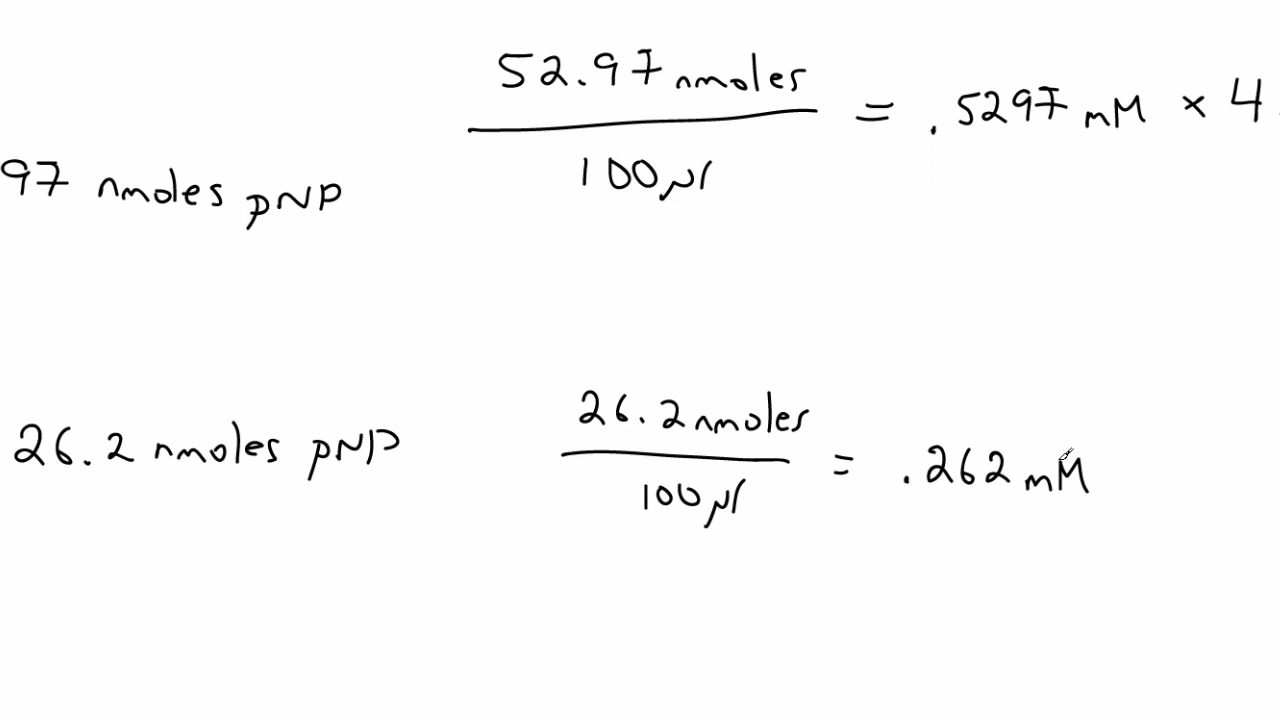 52.97 nmoles
= .5297 mM × 4
100 µl
97 nmoles pNP
26.2 nmoles
26.2 nmoles pNP
= .262 mM
100 µl